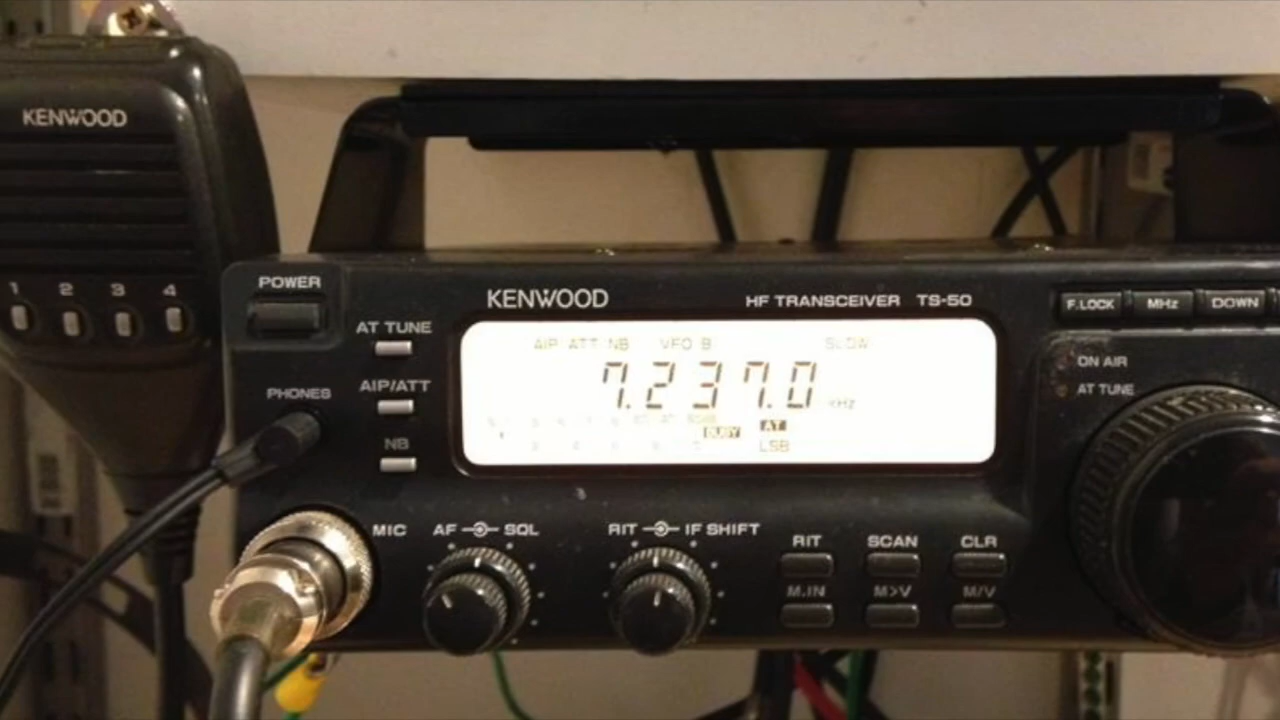 KENWOOD
1 2 3 4
POWER
KENWOOD
HF TRANSCEIVER TS-50
F.LOCK MHz DOWN
AT TUNE
AIP ATT NB VFO B SLOW
ON AIR
AT TUNE
AIP/ATT
7.237.0 KHz
PHONES
BUSY AT
NB
LSB
MIC AF SQL RIT IF SHIFT
RIT SCAN CLR
M.IN M>V M/V